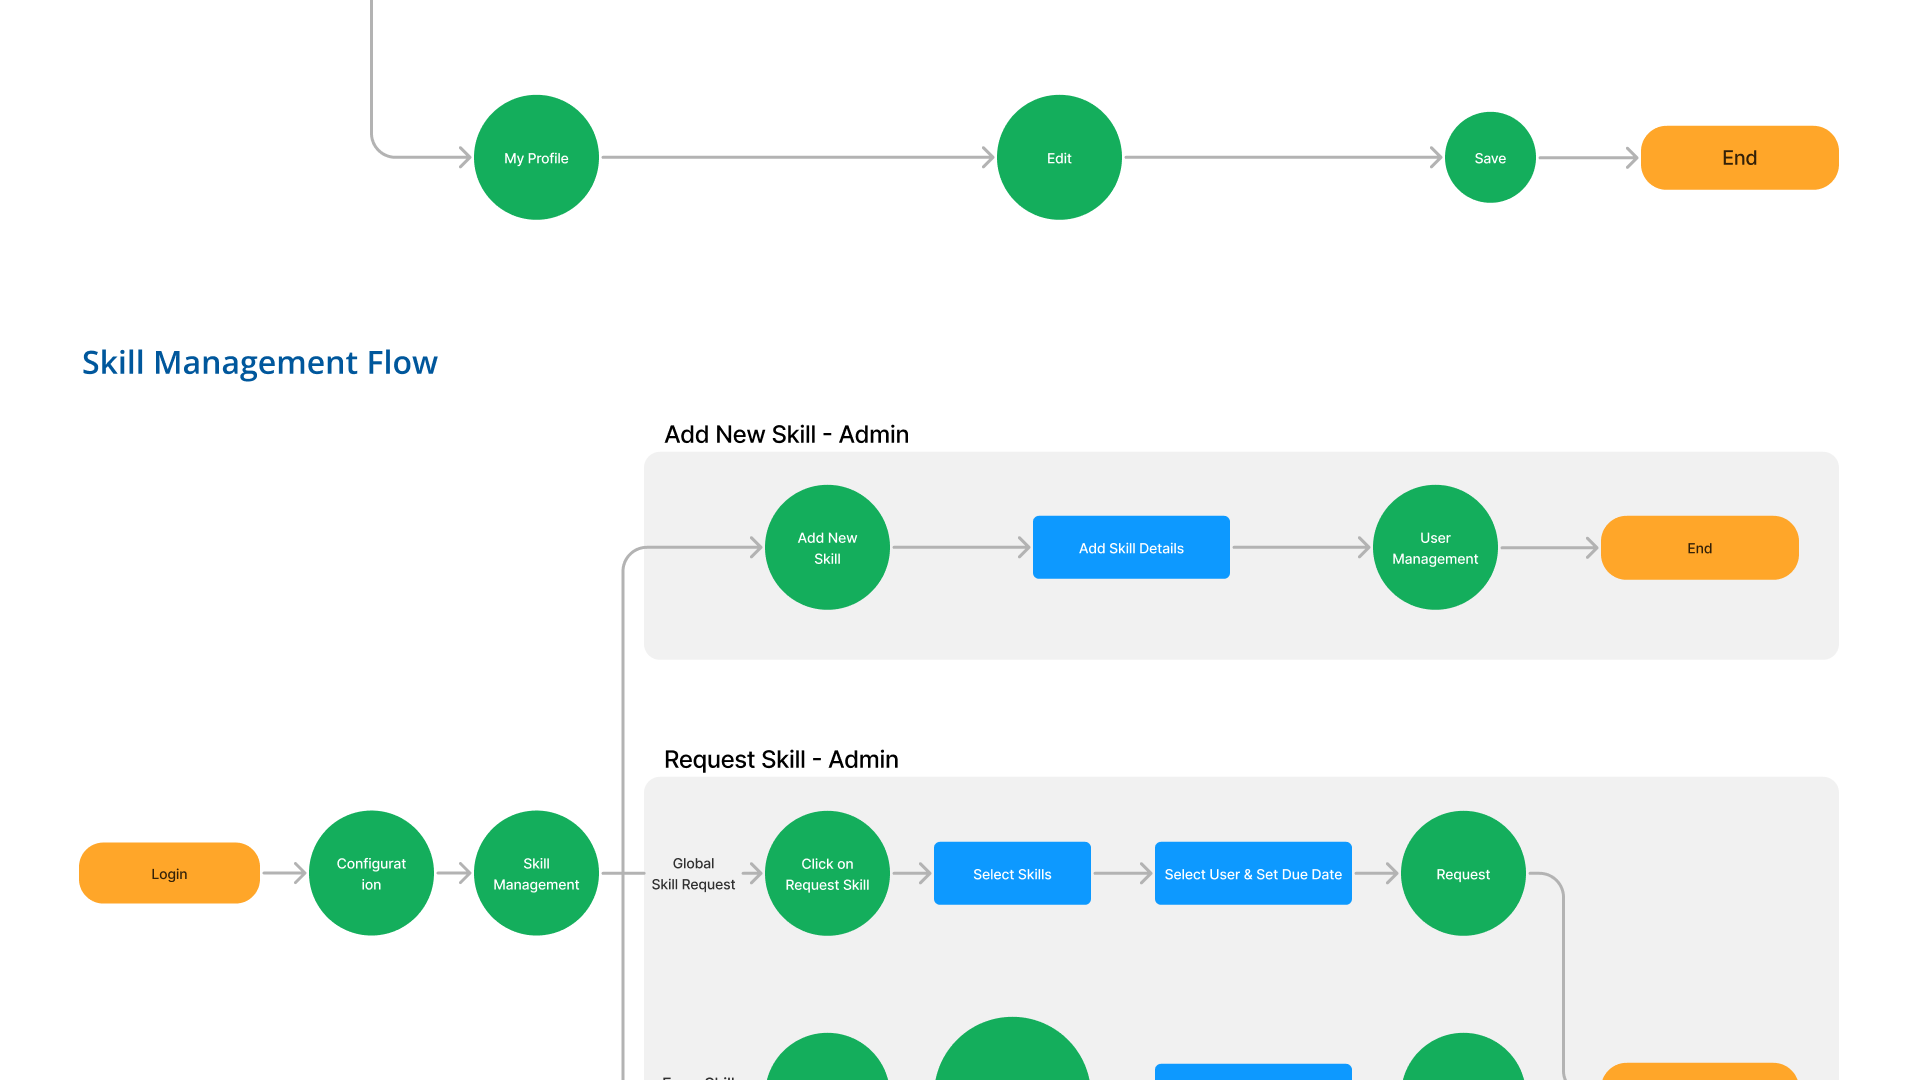 My Profile
Edit
Save
End
Skill Management Flow
Add New Skill - Admin
Add New
Skill
Add Skill Details
User
Management
End
Request Skill - Admin
Login
Configurat
ion
Skill
Management
Global
Skill Request
Click on
Request Skill
Select Skills
Select User & Set Due Date
Request